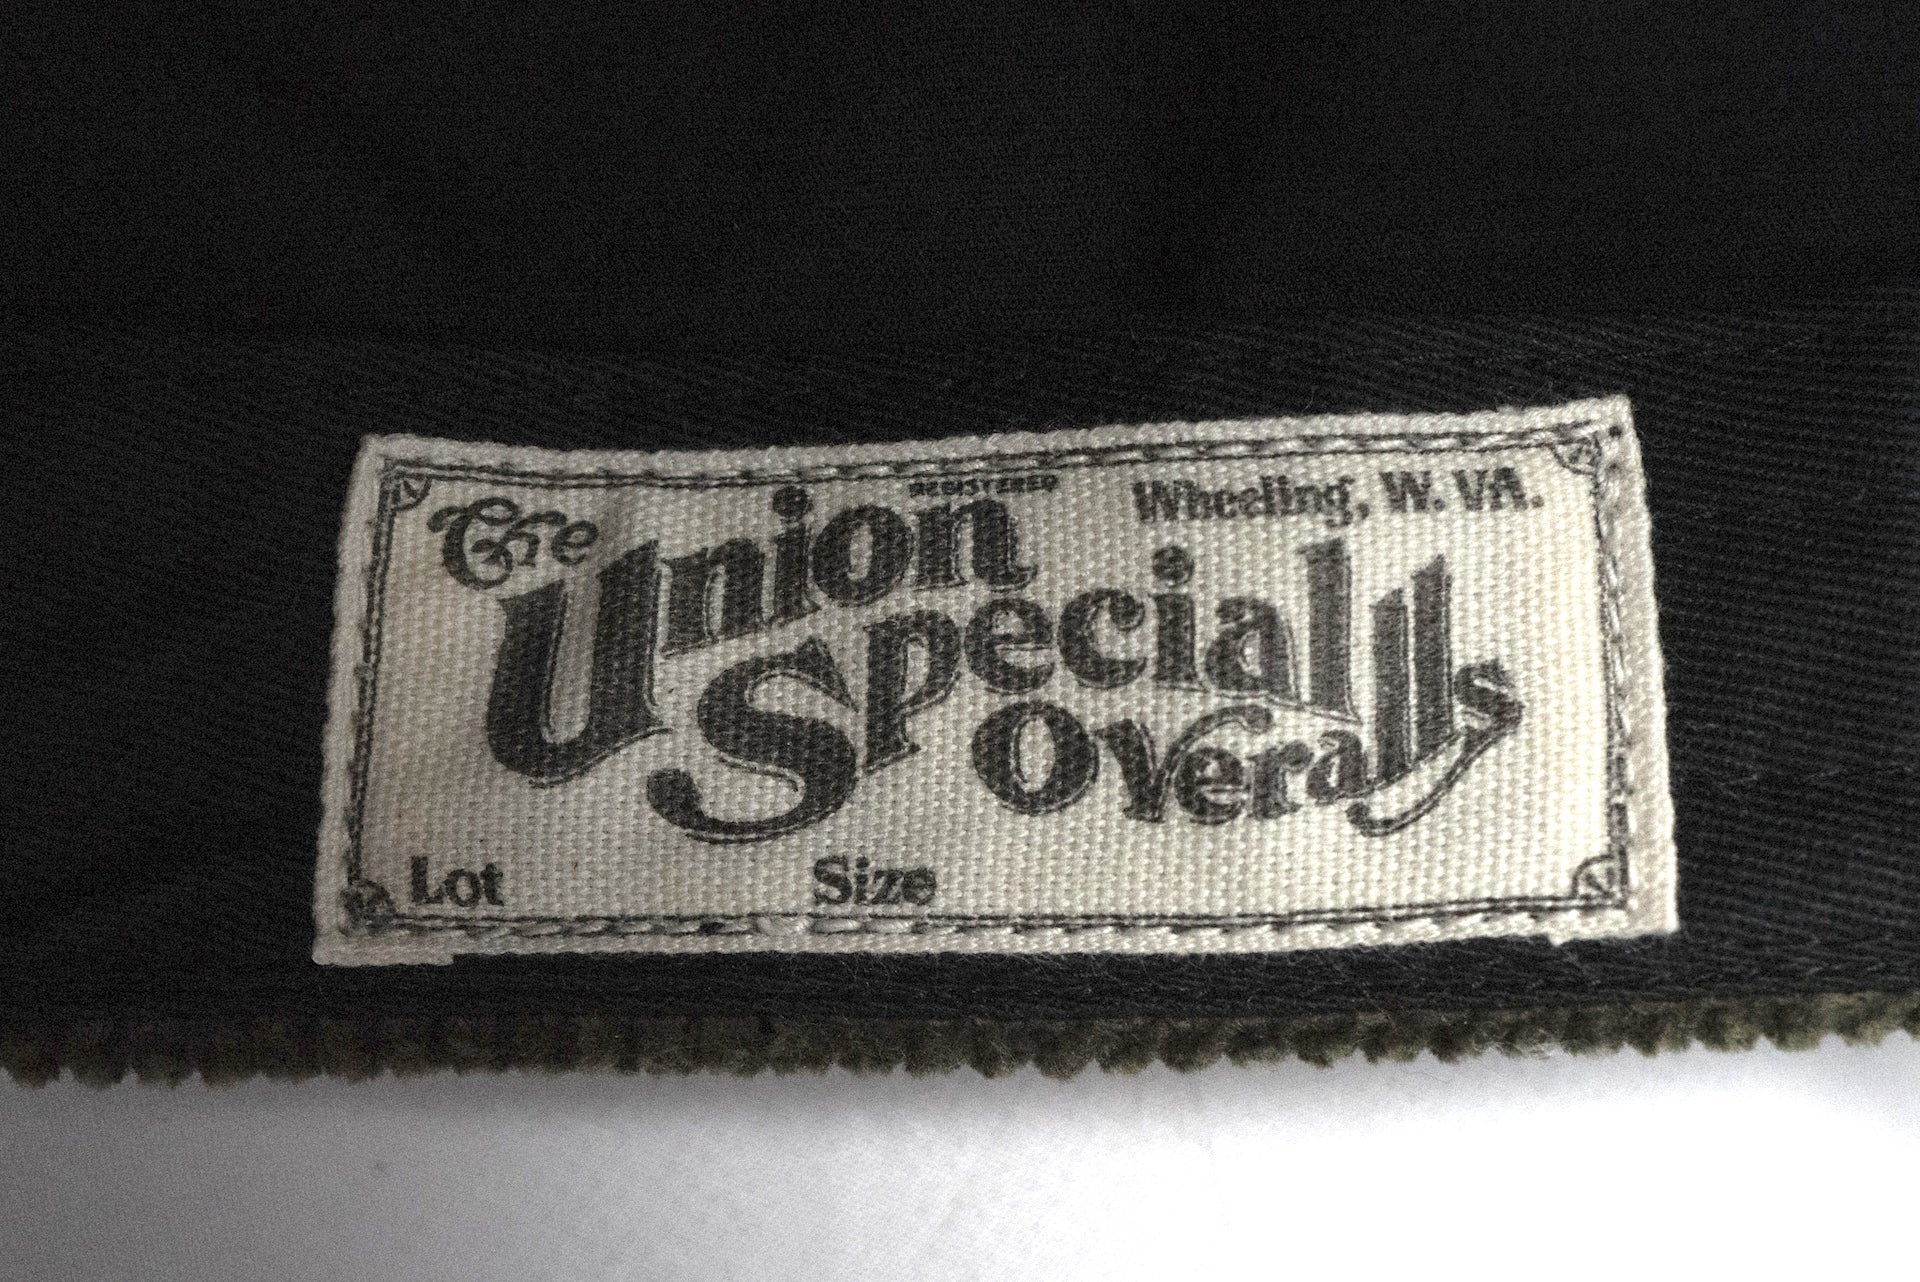 The Union REGISTERED Wheeling, W. VA.
Special
Overalls
Lot Size